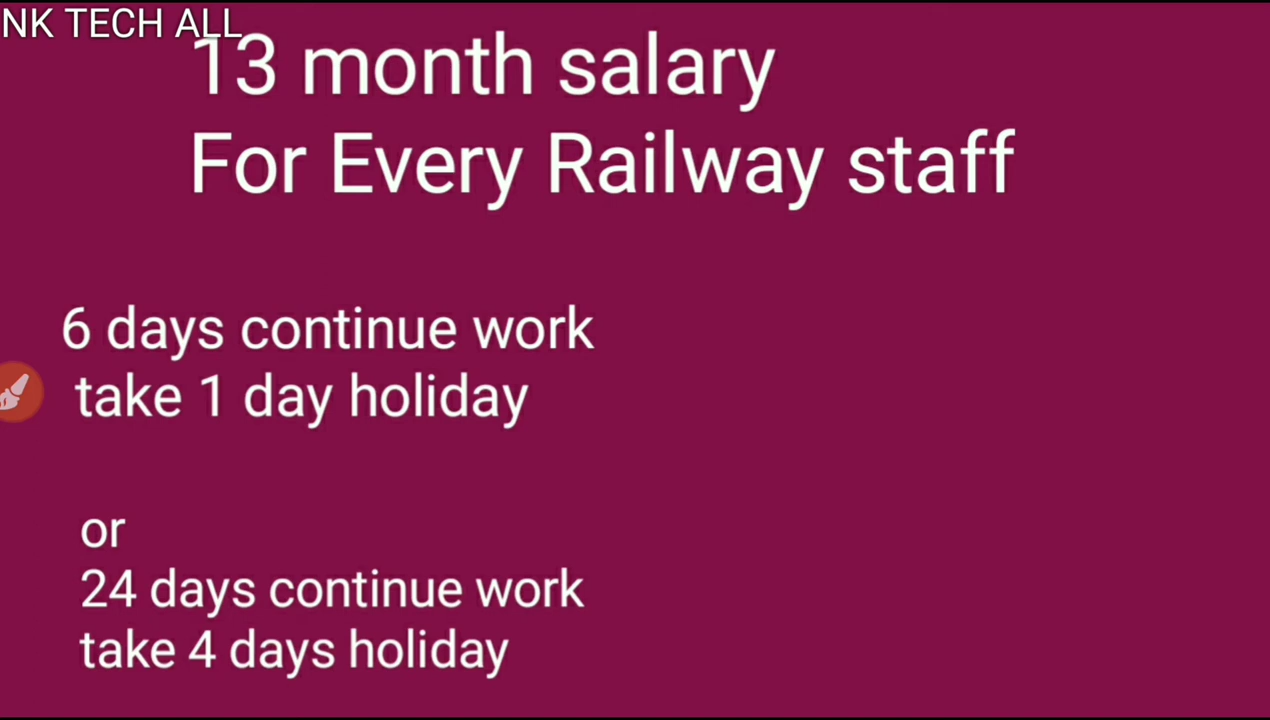 NK TECH ALL
13 month salary
For Every Railway staff
6 days continue work
take 1 day holiday
or
24 days continue work
take 4 days holiday